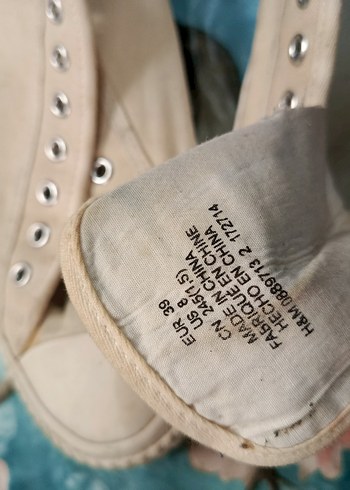 EUR 39
US 8
CN 245(1.5)
MADE IN CHINA
FABRIQUÉ EN CHINE
HECHO EN CHINA
H&M 0889713 2 172714